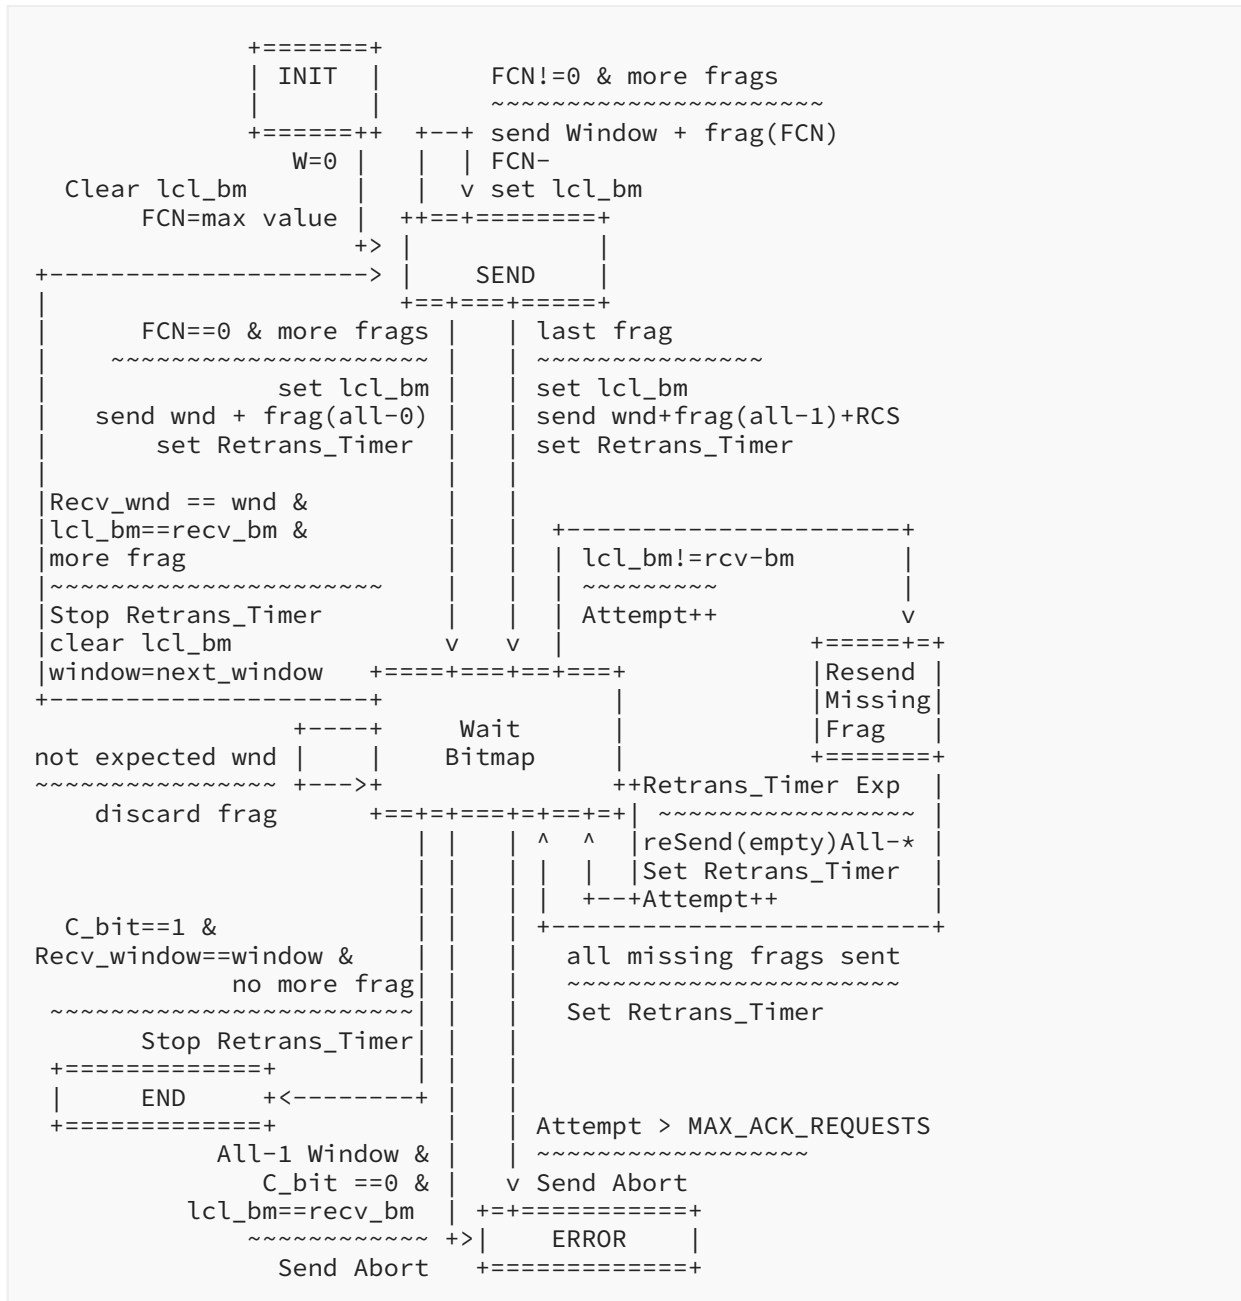 +=======+
              | INIT  |       FCN!=0 & more frags
              |       |       ~~~~~~~~~~~~~~~~~~~~~~
              +======++  +--+ send Window + frag(FCN)
                 W=0 |   |  | FCN-
  Clear lcl_bm       |   |  v set lcl_bm
       FCN=max value |  ++==+========+
                     +> |            |
+---------------------> |    SEND    |
|                       +==+===+=====+
|      FCN==0 & more frags |   | last frag
|    ~~~~~~~~~~~~~~~~~~~~~ |   | ~~~~~~~~~~~~~~~
|               set lcl_bm |   | set lcl_bm
|   send wnd + frag(all-0) |   | send wnd+frag(all-1)+RCS
|       set Retrans_Timer  |   | set Retrans_Timer
|                          |   |
|Recv_wnd == wnd &         |   |
|lcl_bm==recv_bm &         |   |  +----------------------+
|more frag                 |   |  | lcl_bm!=rcv-bm       |
|~~~~~~~~~~~~~~~~~~~~~~    |   |  | ~~~~~~~~~            |
|Stop Retrans_Timer        |   |  | Attempt++            v
|clear lcl_bm              v   v  |                +=====+=+
|window=next_window   +====+===+==+===+            |Resend |
+---------------------+               |            |Missing|
                 +----+     Wait      |            |Frag   |
not expected wnd |    |    Bitmap     |            +=======+
~~~~~~~~~~~~~~~~ +--->+               ++Retrans_Timer Exp  |
    discard frag      +==+=+===+=+==+=+| ~~~~~~~~~~~~~~~~~ |
                         | |   | ^  ^  |reSend(empty)All-* |
                         | |   | |  |  |Set Retrans_Timer  |
                         | |   | |  +--+Attempt++          |
  C_bit==1 &             | |   | +-------------------------+
Recv_window==window &    | |   |   all missing frags sent
             no more frag| |   |   ~~~~~~~~~~~~~~~~~~~~~~
 ~~~~~~~~~~~~~~~~~~~~~~~~| |   |   Set Retrans_Timer
       Stop Retrans_Timer| |   |
 +=============+         | |   |
 |     END     +<--------+ |   |
 +=============+           |   | Attempt > MAX_ACK_REQUESTS
            All-1 Window & |   | ~~~~~~~~~~~~~~~~~~
               C_bit ==0 & |   v Send Abort
          lcl_bm==recv_bm  | +=+===========+
              ~~~~~~~~~~~~ +>|    ERROR    |
                Send Abort   +=============+